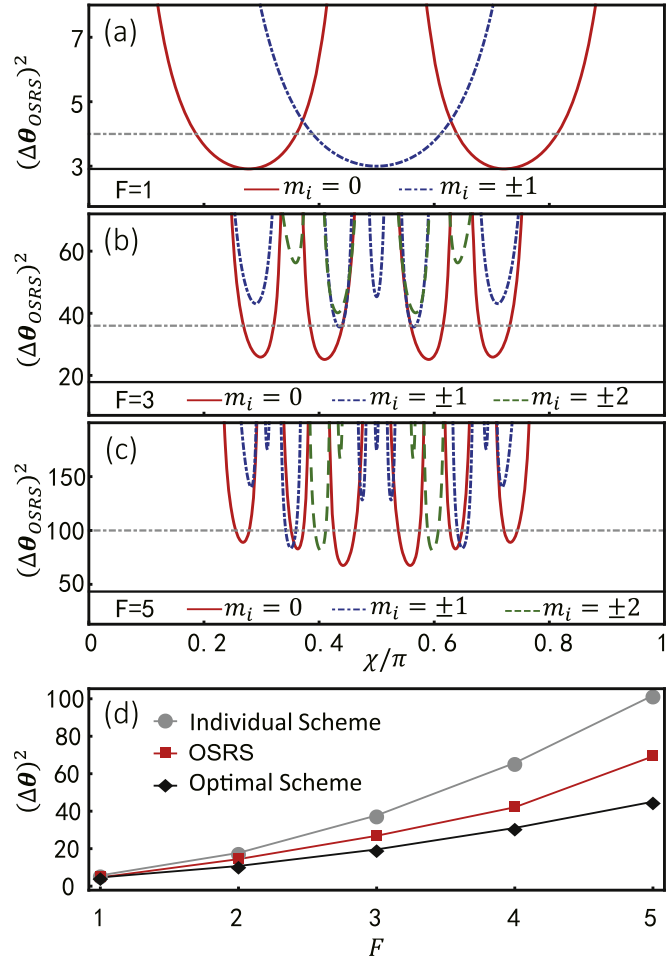 (a)
7
5
3
(Δθ_OSRS)²
F=1 m_i = 0 m_i = ±1
(b)
60
40
20
(Δθ_OSRS)²
F=3 m_i = 0 m_i = ±1 m_i = ±2
(c)
150
100
50
(Δθ_OSRS)²
F=5 m_i = 0 m_i = ±1 m_i = ±2
0 0.2 0.4 0.6 0.8 1
χ/π
(d)
100
80
60
40
20
0
(Δθ)²
Individual Scheme
OSRS
Optimal Scheme
1 2 3 4 5
F